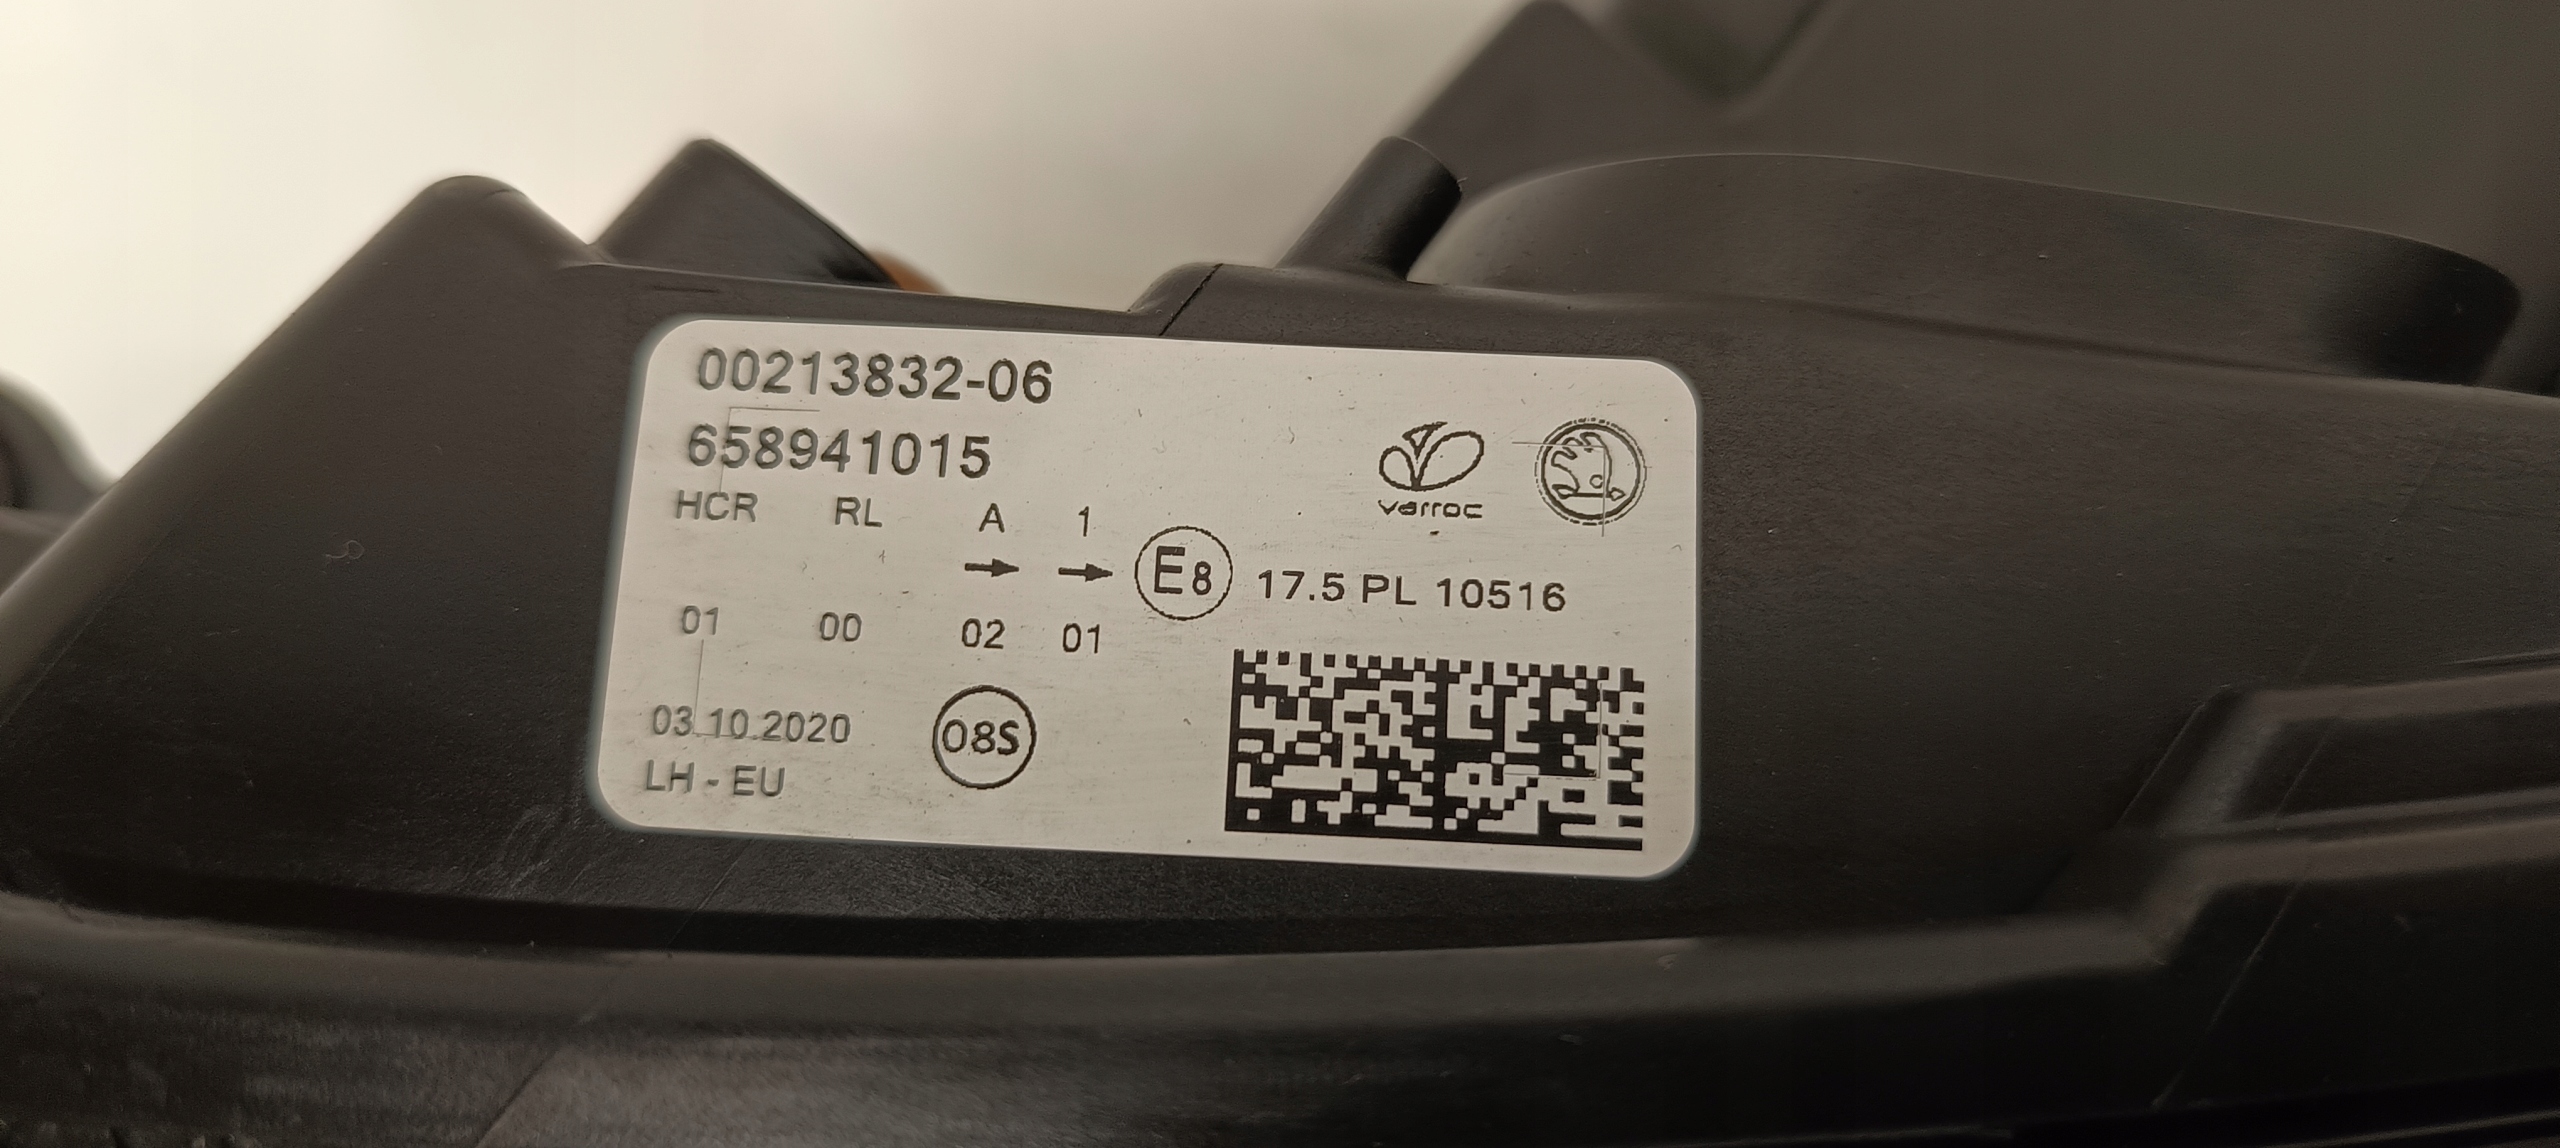 00213832-06
658941015
HCR RL A 1
→ → E8 17.5 PL 10516
01 00 02 01
varroc
03.10.2020 08S
LH - EU